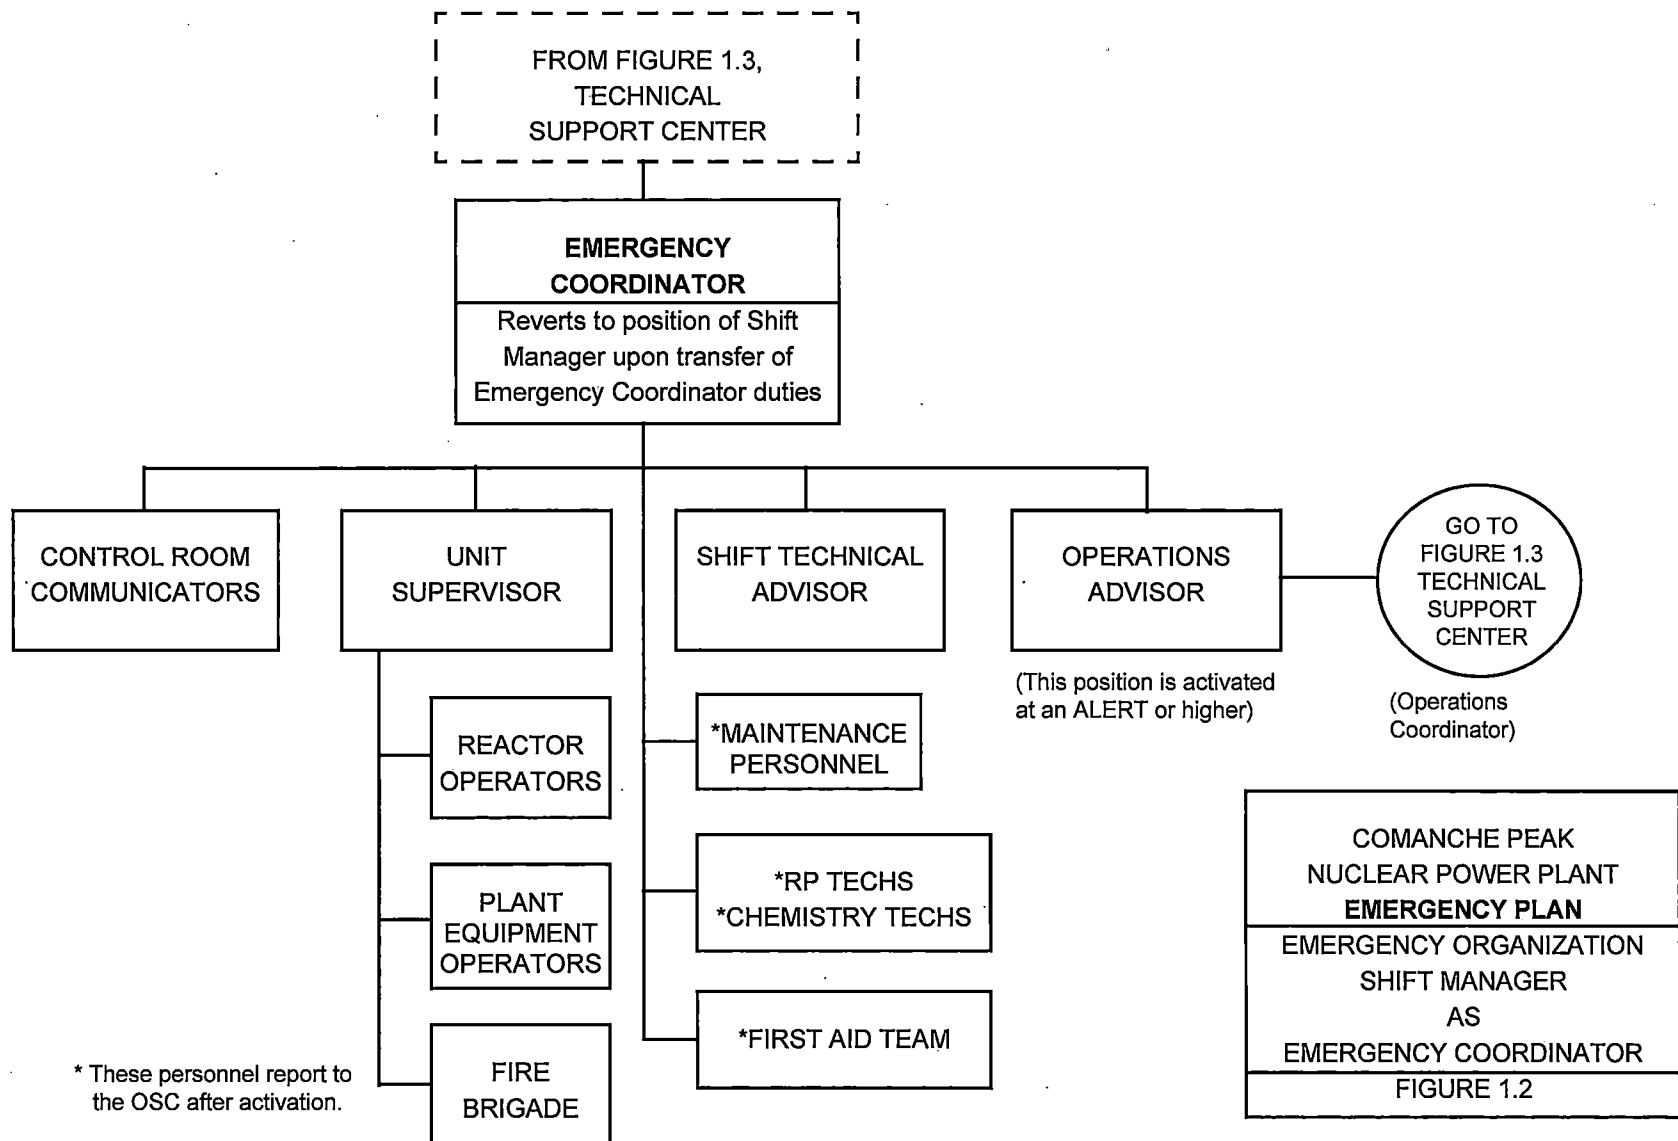 FROM FIGURE 1.3,
TECHNICAL
SUPPORT CENTER
EMERGENCY
COORDINATOR
Reverts to position of Shift
Manager upon transfer of
Emergency Coordinator duties
CONTROL ROOM
COMMUNICATORS
UNIT
SUPERVISOR
SHIFT TECHNICAL
ADVISOR
OPERATIONS
ADVISOR
(This position is activated
at an ALERT or higher)
GO TO
FIGURE 1.3
TECHNICAL
SUPPORT
CENTER
(Operations
Coordinator)
REACTOR
OPERATORS
PLANT
EQUIPMENT
OPERATORS
FIRE
BRIGADE
*MAINTENANCE
PERSONNEL
*RP TECHS
*CHEMISTRY TECHS
*FIRST AID TEAM
* These personnel report to
the OSC after activation.
COMANCHE PEAK
NUCLEAR POWER PLANT
EMERGENCY PLAN
EMERGENCY ORGANIZATION
SHIFT MANAGER
AS
EMERGENCY COORDINATOR
FIGURE 1.2